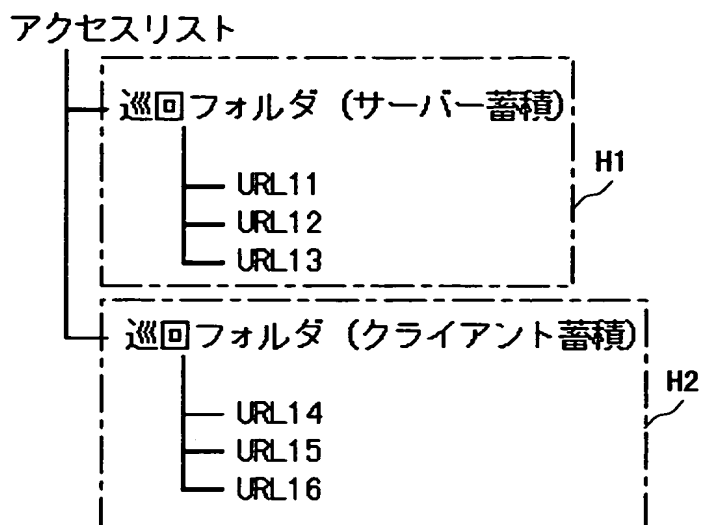 アクセスリスト
巡回フォルダ (サーバー蓄積)
H1
URL11
URL12
URL13
巡回フォルダ (クライアント蓄積)
H2
URL14
URL15
URL16